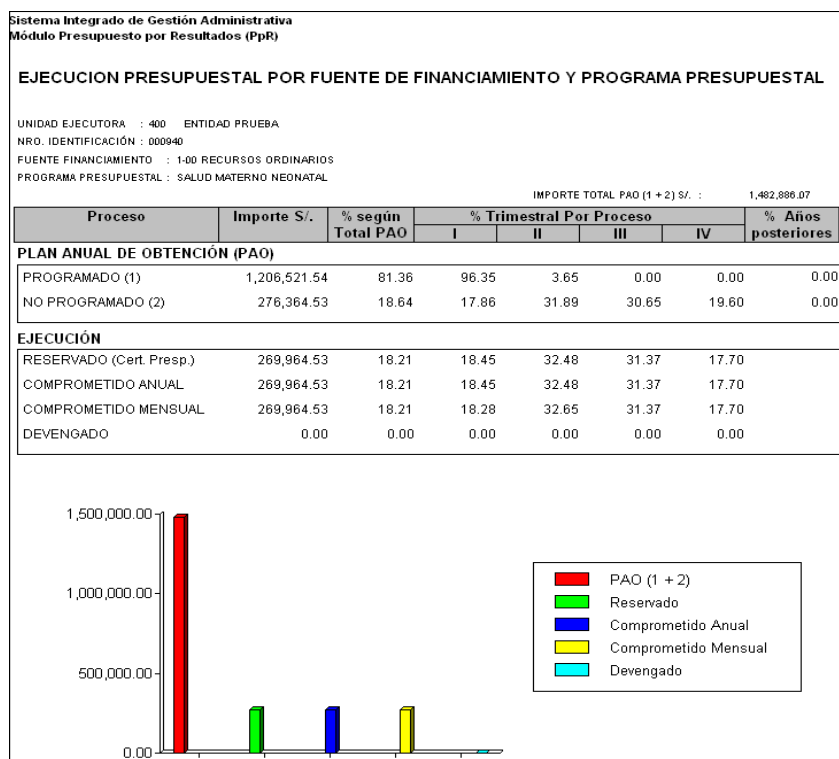 Sistema Integrado de Gestión Administrativa
Módulo Presupuesto por Resultados (PpR)
EJECUCION PRESUPUESTAL POR FUENTE DE FINANCIAMIENTO Y PROGRAMA PRESUPUESTAL
UNIDAD EJECUTORA : 400 ENTIDAD PRUEBA
NRO. IDENTIFICACIÓN : 000940
FUENTE FINANCIAMIENTO : 1-00 RECURSOS ORDINARIOS
PROGRAMA PRESUPUESTAL : SALUD MATERNO NEONATAL
IMPORTE TOTAL PAO (1 + 2) S/. : 1,482,886.07
Proceso Importe S/. % según Total PAO % Trimestral Por Proceso % Años posteriores
I II III IV
PLAN ANUAL DE OBTENCIÓN (PAO)
PROGRAMADO (1) 1,206,521.54 81.36 96.35 3.65 0.00 0.00 0.00
NO PROGRAMADO (2) 276,364.53 18.64 17.86 31.89 30.65 19.60 0.00
EJECUCIÓN
RESERVADO (Cert. Presp.) 269,964.53 18.21 18.45 32.48 31.37 17.70
COMPROMETIDO ANUAL 269,964.53 18.21 18.45 32.48 31.37 17.70
COMPROMETIDO MENSUAL 269,964.53 18.21 18.28 32.65 31.37 17.70
DEVENGADO 0.00 0.00 0.00 0.00 0.00 0.00
1,500,000.00
1,000,000.00
500,000.00
0.00
PAO (1 + 2)
Reservado
Comprometido Anual
Comprometido Mensual
Devengado